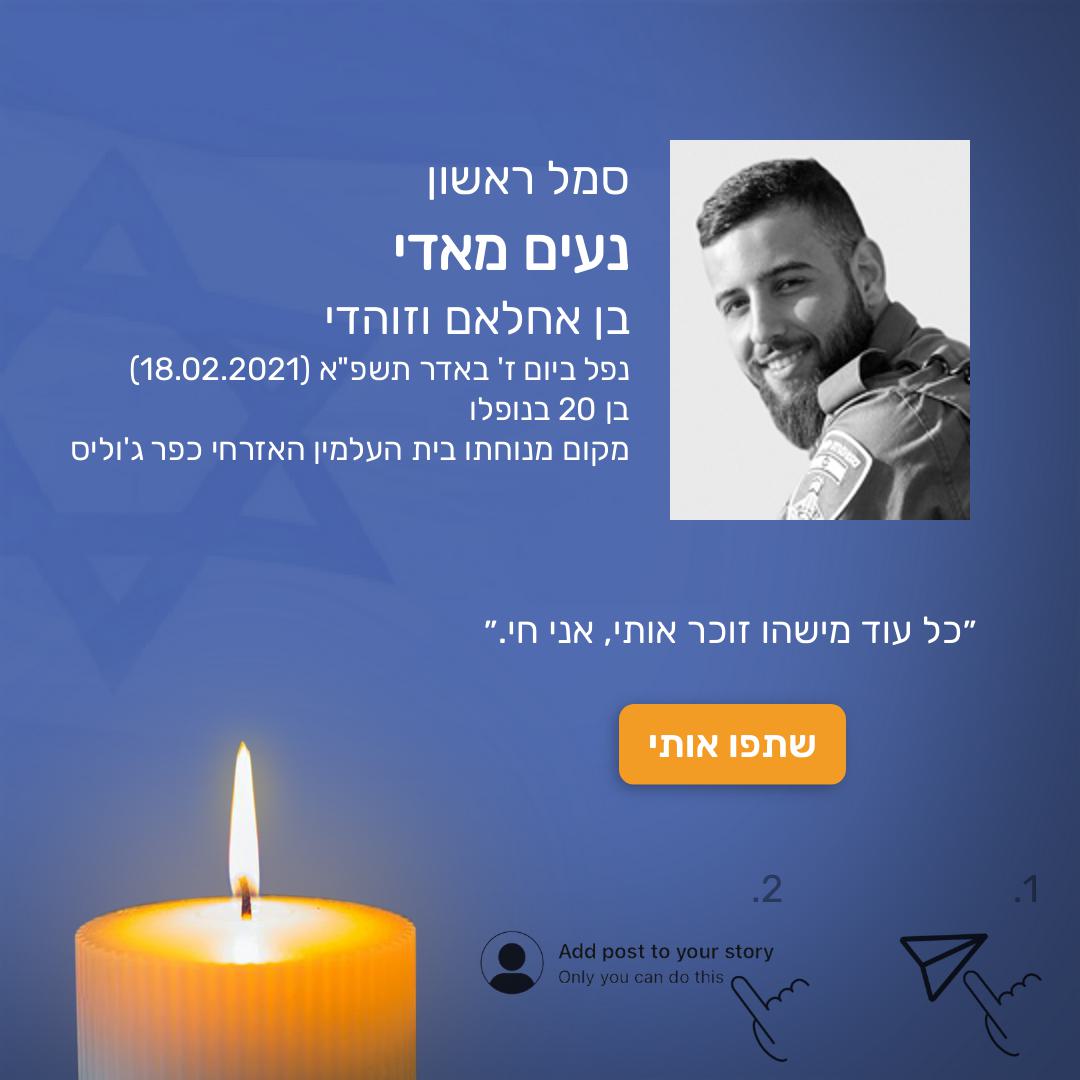 סמל ראשון
נעים מאדי
בן אחלאם וזוהדי
נפל ביום ז' באדר תשפ"א (18.02.2021)
בן 20 בנופלו
מקום מנוחתו בית העלמין האזרחי כפר ג'וליס
״כל עוד מישהו זוכר אותי, אני חי.״
שתפו אותי
1.
2.
Add post to your story
Only you can do this